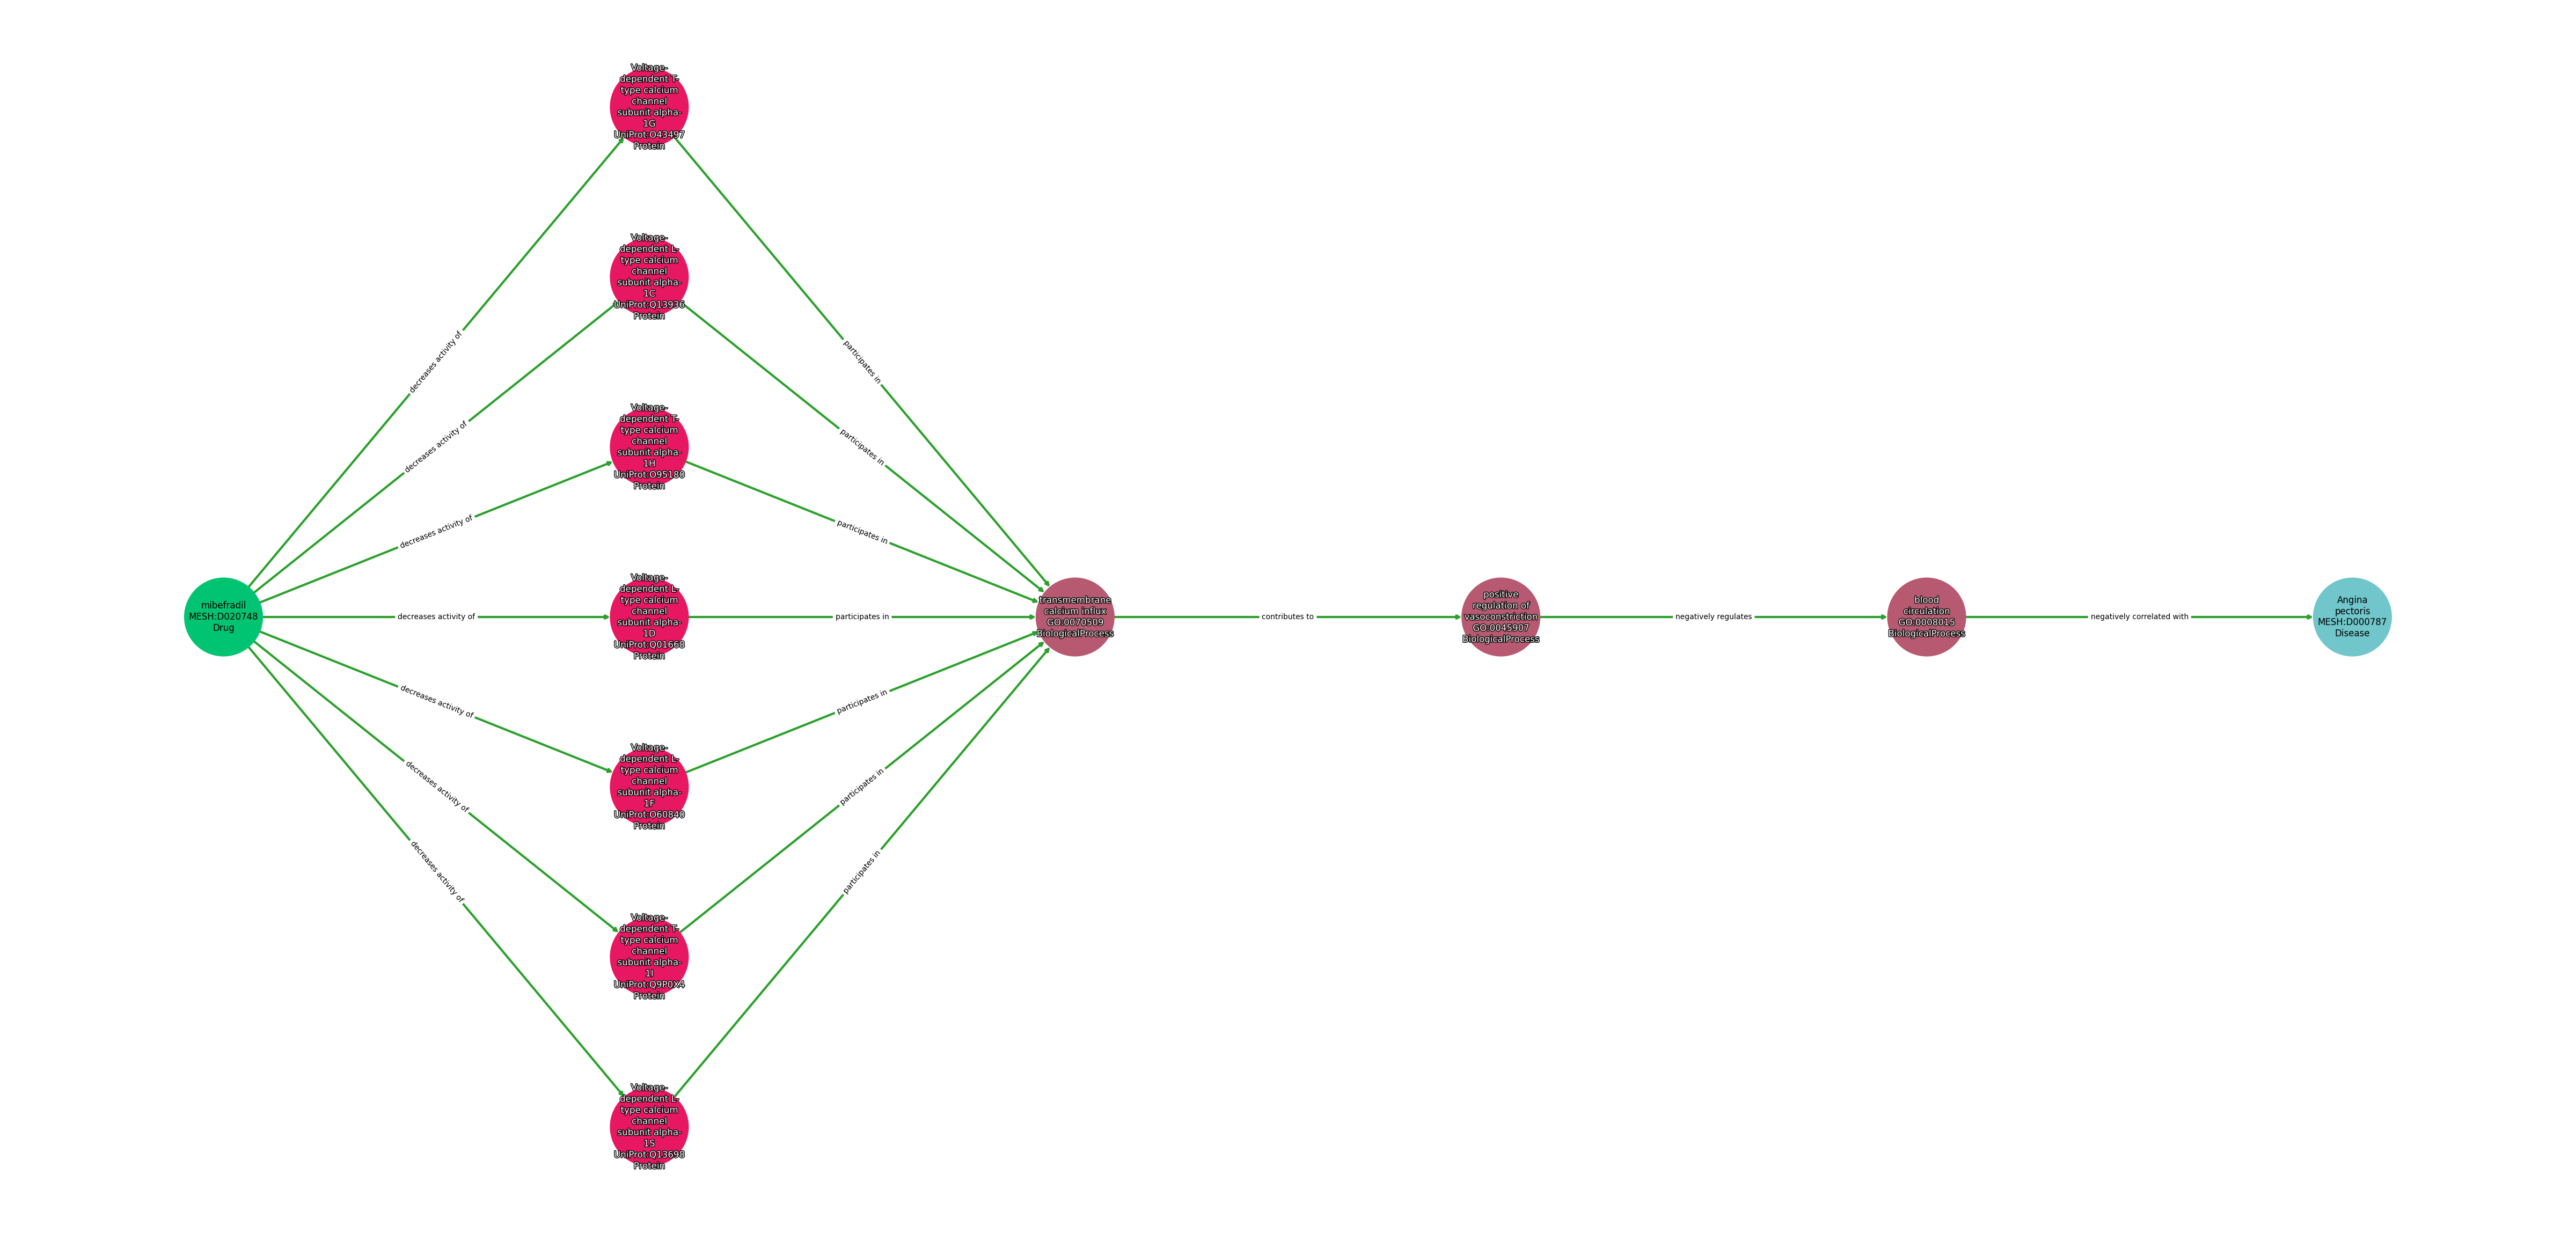 mibefradil
MESH:D020748
Drug
decreases activity of
decreases activity of
decreases activity of
decreases activity of
decreases activity of
decreases activity of
decreases activity of
Voltage-
dependent T-
type calcium
channel
subunit alpha-
1G
UniProt:O43497
Protein
Voltage-
dependent L-
type calcium
channel
subunit alpha-
1C
UniProt:Q13936
Protein
Voltage-
dependent T-
type calcium
channel
subunit alpha-
1H
UniProt:O95180
Protein
Voltage-
dependent L-
type calcium
channel
subunit alpha-
1D
UniProt:Q01668
Protein
Voltage-
dependent L-
type calcium
channel
subunit alpha-
1F
UniProt:O60840
Protein
Voltage-
dependent T-
type calcium
channel
subunit alpha-
1I
UniProt:Q9P0X4
Protein
Voltage-
dependent L-
type calcium
channel
subunit alpha-
1S
UniProt:Q13698
Protein
participates in
participates in
participates in
participates in
participates in
participates in
participates in
transmembrane
calcium influx
GO:0070509
BiologicalProcess
contributes to
positive
regulation of
vasoconstriction
GO:0045907
BiologicalProcess
negatively regulates
blood
circulation
GO:0008015
BiologicalProcess
negatively correlated with
Angina
pectoris
MESH:D000787
Disease